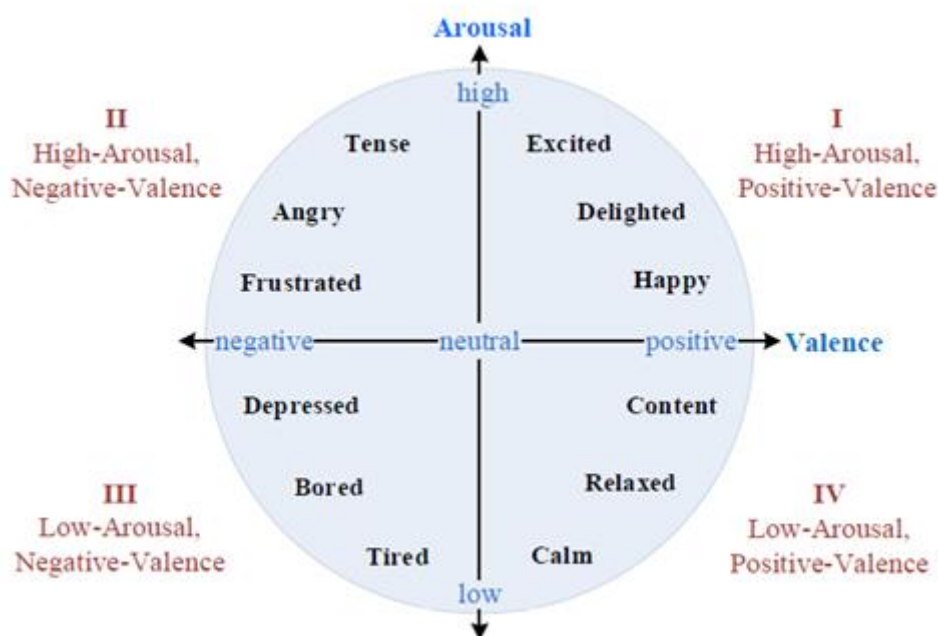 Arousal
high
II
High-Arousal,
Negative-Valence
I
High-Arousal,
Positive-Valence
Tense
Excited
Angry
Delighted
Frustrated
Happy
negative
neutral
positive
Valence
Depressed
Content
Bored
Relaxed
III
Low-Arousal,
Negative-Valence
IV
Low-Arousal,
Positive-Valence
Tired
Calm
low